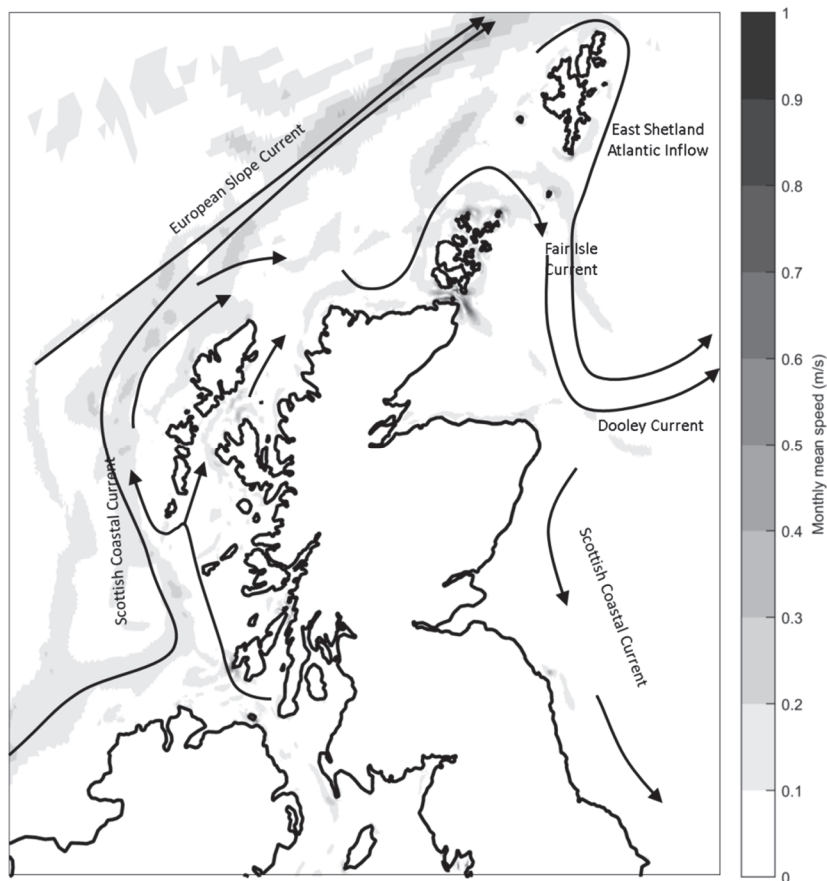 European Slope Current
East Shetland
Atlantic Inflow
Fair Isle
Current
Dooley Current
Scottish Coastal Current
Scottish Coastal Current
1
0.9
0.8
0.7
0.6
0.5
0.4
0.3
0.2
0.1
0
Monthly mean speed (m/s)